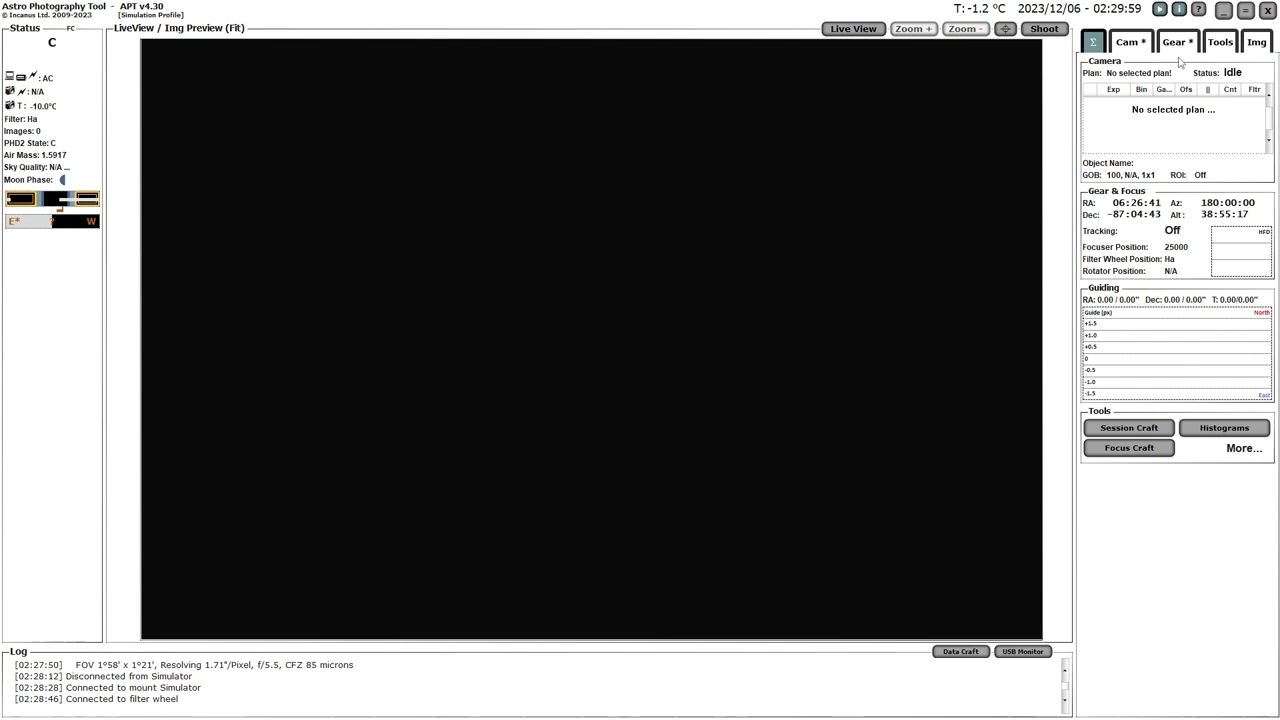 Astro Photography Tool - APT v4.30
© Incanus Ltd. 2009-2023 [Simulation Profile]
T: -1.2 °C 2023/12/06 - 02:29:59
Status FC
C
: AC
: N/A
T : -10.0°C
Filter: Ha
Images: 0
PHD2 State: C
Air Mass: 1.5917
Sky Quality: N/A ...
Moon Phase:
E* W
LiveView / Img Preview (Fit)
Live View Zoom + Zoom - Shoot
Σ Cam * Gear * Tools Img
Camera
Plan: No selected plan! Status: Idle
Exp Bin Ga... Ofs || Cnt Fltr
No selected plan ...
Object Name:
GOB: 100, N/A, 1x1 ROI: Off
Gear & Focus
RA: 06:26:41 Az: 180:00:00
Dec: -87:04:43 Alt : 38:55:17
Tracking: Off
HFD
Focuser Position: 25000
Filter Wheel Position: Ha
Rotator Position: N/A
Guiding
RA: 0.00 / 0.00" Dec: 0.00 / 0.00" T: 0.00/0.00"
Guide (px) North
+1.5
+1.0
+0.5
0
-0.5
-1.0
-1.5 East
Tools
Session Craft Histograms
Focus Craft More...
Log
Data Craft USB Monitor
[02:27:50] FOV 1°58' x 1°21', Resolving 1.71"/Pixel, f/5.5, CFZ 85 microns
[02:28:12] Disconnected from Simulator
[02:28:28] Connected to mount Simulator
[02:28:46] Connected to filter wheel